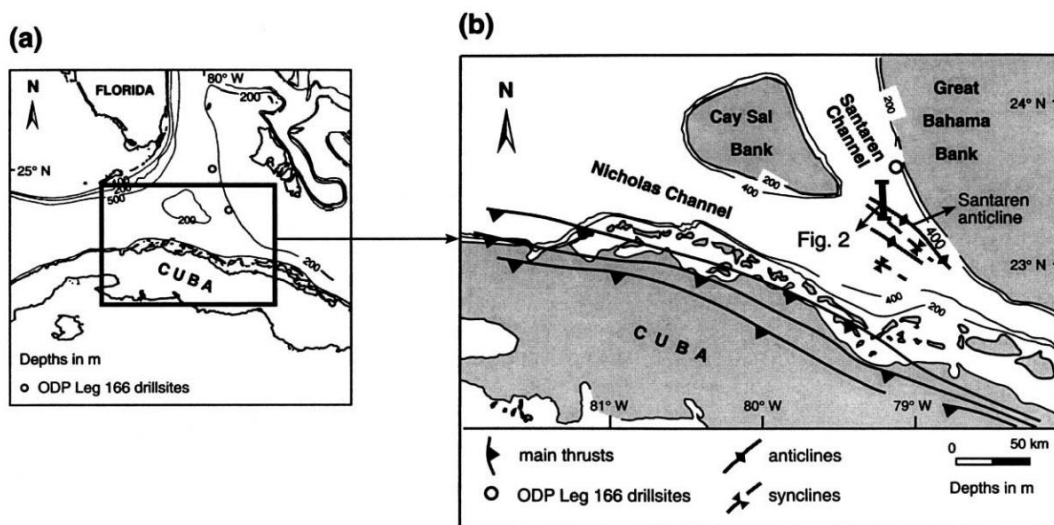 (a)
N
FLORIDA
80° W
200
25° N
400
200
500
200
200
CUBA
Depths in m
ODP Leg 166 drillsites
(b)
N
Cay Sal
Bank
200
400
Santaren
Channel
200
Great
Bahama
Bank
24° N
Nicholas Channel
Fig. 2
400
Santaren
anticline
23° N
400
200
CUBA
81° W
80° W
79° W
main thrusts
anticlines
0 50 km
ODP Leg 166 drillsites
synclines
Depths in m